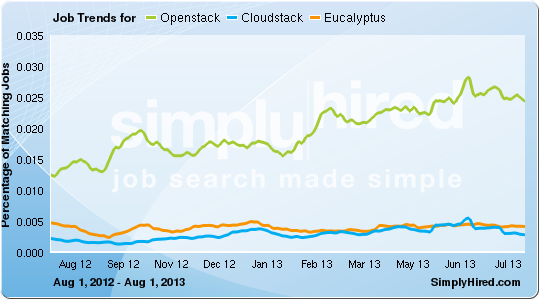 Job Trends for Openstack Cloudstack Eucalyptus
Percentage of Matching Jobs
0.035
0.030
0.025
0.020
0.015
0.010
0.005
0.000
simply hired
job search made simple
Aug 12 Sep 12 Nov 12 Dec 12 Jan 13 Feb 13 Mar 13 May 13 Jun 13 Jul 13
Aug 1, 2012 - Aug 1, 2013 SimplyHired.com